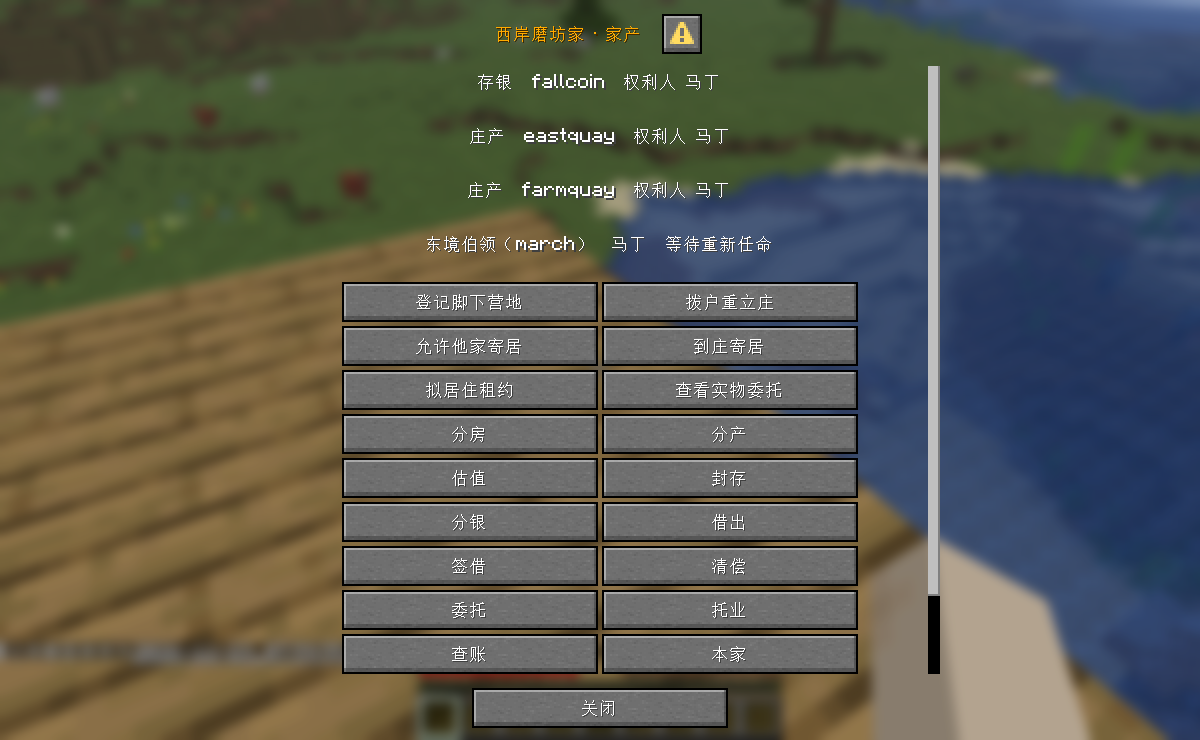 西岸磨坊家 · 家产
存银 fallcoin 权利人 马丁
庄产 eastquay 权利人 马丁
庄产 farmquay 权利人 马丁
东境伯领（march） 马丁 等待重新任命
登记脚下营地 拨户重立庄
允许他家寄居 到庄寄居
拟居住租约 查看实物委托
分房 分产
估值 封存
分银 借出
签借 清偿
委托 托业
查账 本家
关闭